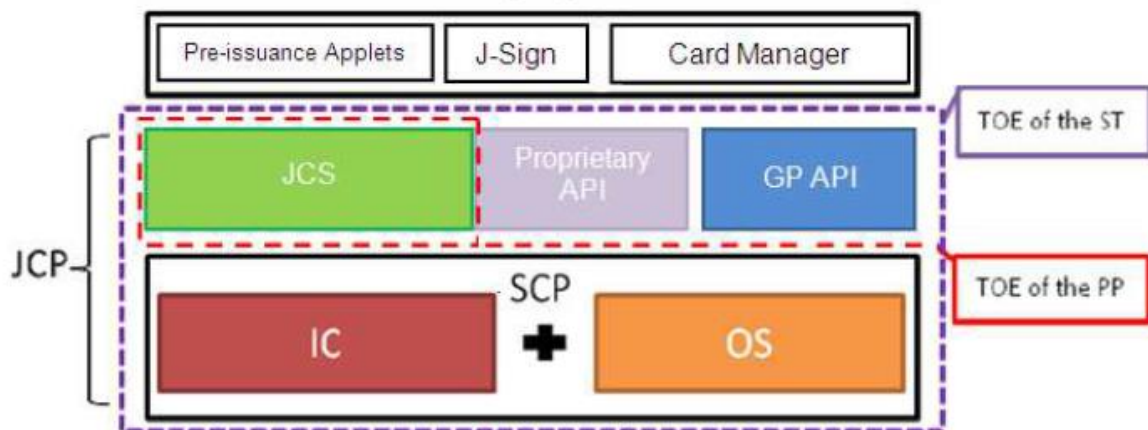 Pre-issuance Applets
J-Sign
Card Manager
TOE of the ST
JCS
Proprietary
API
GP API
JCP
TOE of the PP
SCP
IC
OS